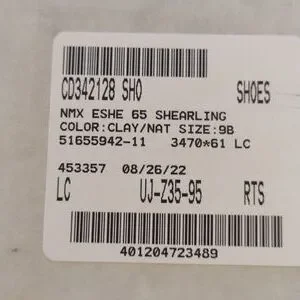 CD342128 SHO SHOES
NMX ESHE 65 SHEARLING
COLOR:CLAY/NAT SIZE:9B
51655942-11 3470*61 LC
453357 08/26/22
LC UJ-Z35-95 RTS
401204723489